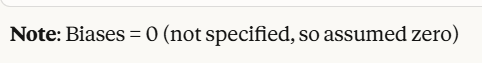 Note: Biases = 0 (not specified, so assumed zero)